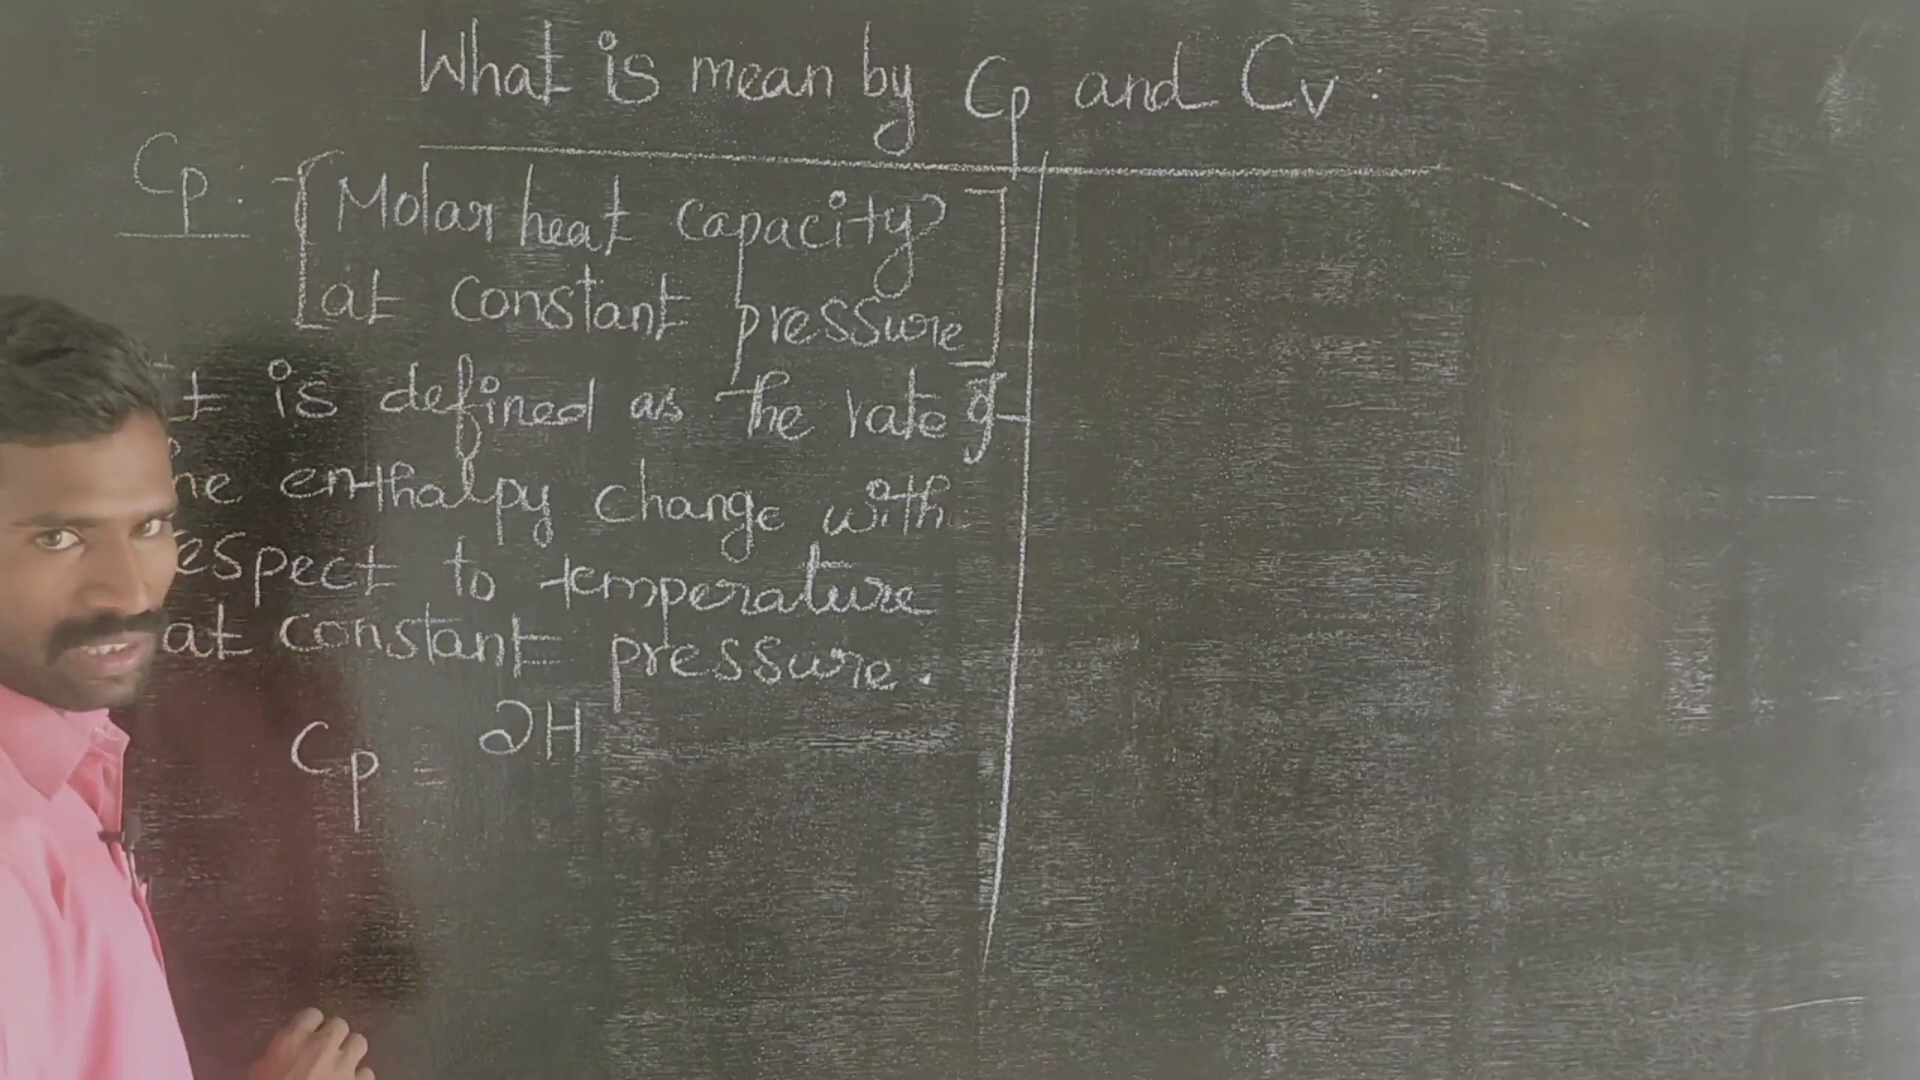 What is mean by Cp and Cv.
Cp: [Molar heat capacity
at constant pressure]
It is defined as the rate of
the enthalpy change with
respect to temperature
at constant pressure.
Cp = ∂H